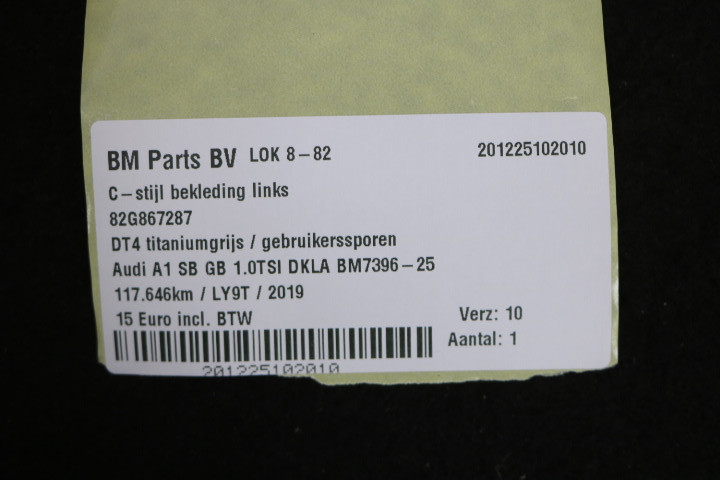 BM Parts BV LOK 8-82 201225102010
C-stijl bekleding links
82G867287
DT4 titaniumgrijs / gebruikerssporen
Audi A1 SB GB 1.0TSI DKLA BM7396-25
117.646km / LY9T / 2019
15 Euro incl. BTW Verz: 10
Aantal: 1
201225102010